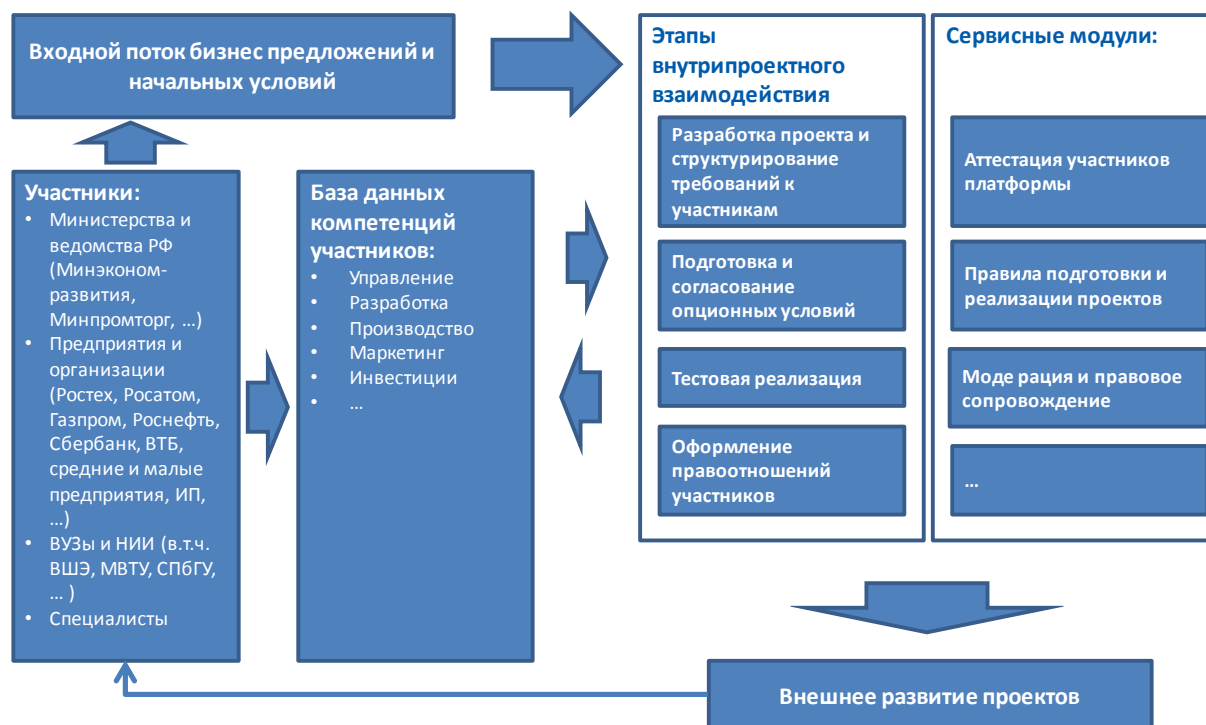 Входной поток бизнес предложений и
начальных условий
Участники:
• Министерства и
ведомства РФ
(Минэконом-
развития,
Минпромторг, ...)
• Предприятия и
организации
(Ростех, Росатом,
Газпром, Роснефть,
Сбербанк, ВТБ,
средние и малые
предприятия, ИП,
...)
• ВУЗы и НИИ (в.т.ч.
ВШЭ, МВТУ, СПбГУ,
... )
• Специалисты
База данных
компетенций
участников:
• Управление
• Разработка
• Производство
• Маркетинг
• Инвестиции
• ...
Этапы
внутрипроектного
взаимодействия
Разработка проекта и
структурирование
требований к
участникам
Подготовка и
согласование
опционных условий
Тестовая реализация
Оформление
правоотношений
участников
Сервисные модули:
Аттестация участников
платформы
Правила подготовки и
реализации проектов
Моде рация и правовое
сопровождение
...
Внешнее развитие проектов